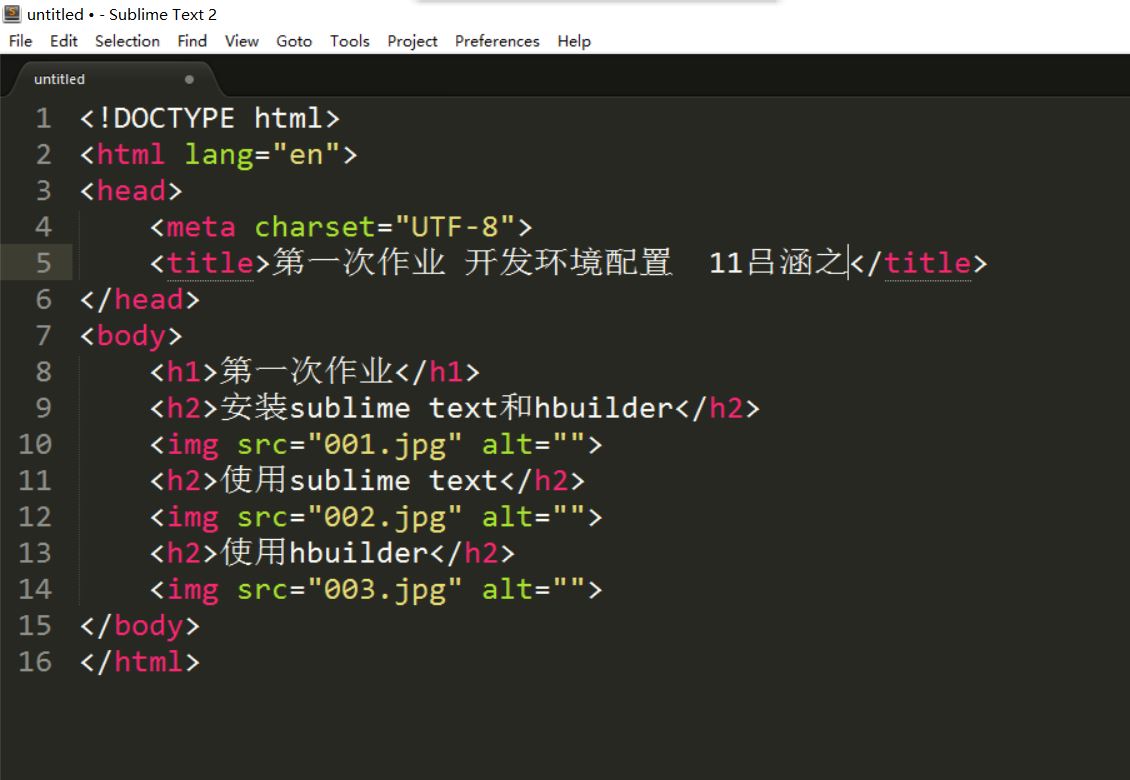 untitled • - Sublime Text 2
File Edit Selection Find View Goto Tools Project Preferences Help
untitled
1 <!DOCTYPE html>
2 <html lang="en">
3 <head>
4     <meta charset="UTF-8">
5     <title>第一次作业 开发环境配置  11吕涵之</title>
6 </head>
7 <body>
8     <h1>第一次作业</h1>
9     <h2>安装sublime text和hbuilder</h2>
10     <img src="001.jpg" alt="">
11     <h2>使用sublime text</h2>
12     <img src="002.jpg" alt="">
13     <h2>使用hbuilder</h2>
14     <img src="003.jpg" alt="">
15 </body>
16 </html>